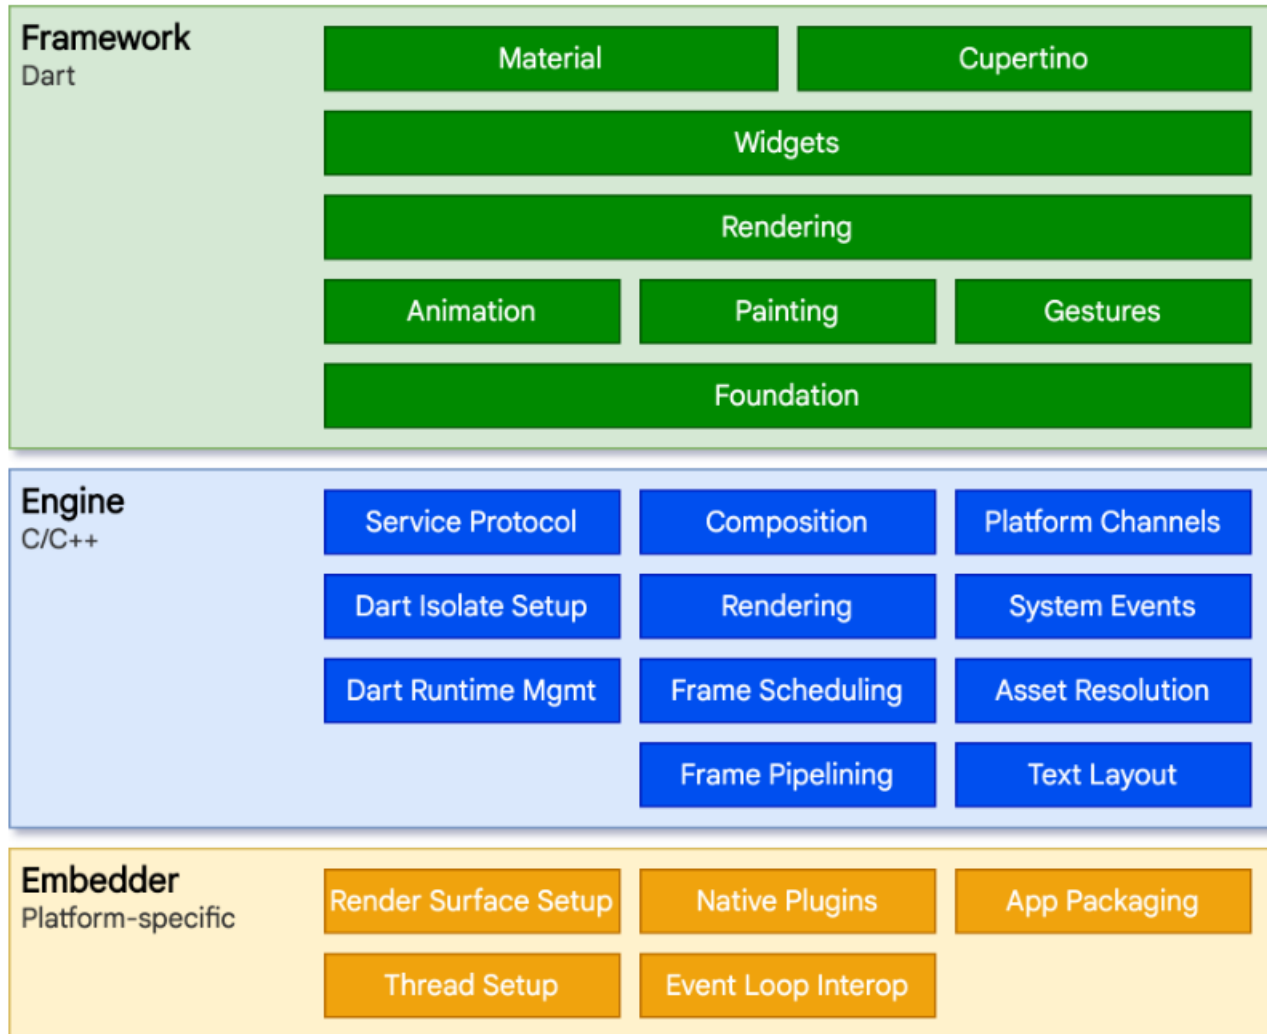 Framework
Dart
Material
Cupertino
Widgets
Rendering
Animation
Painting
Gestures
Foundation
Engine
C/C++
Service Protocol
Composition
Platform Channels
Dart Isolate Setup
Rendering
System Events
Dart Runtime Mgmt
Frame Scheduling
Asset Resolution
Frame Pipelining
Text Layout
Embedder
Platform-specific
Render Surface Setup
Native Plugins
App Packaging
Thread Setup
Event Loop Interop